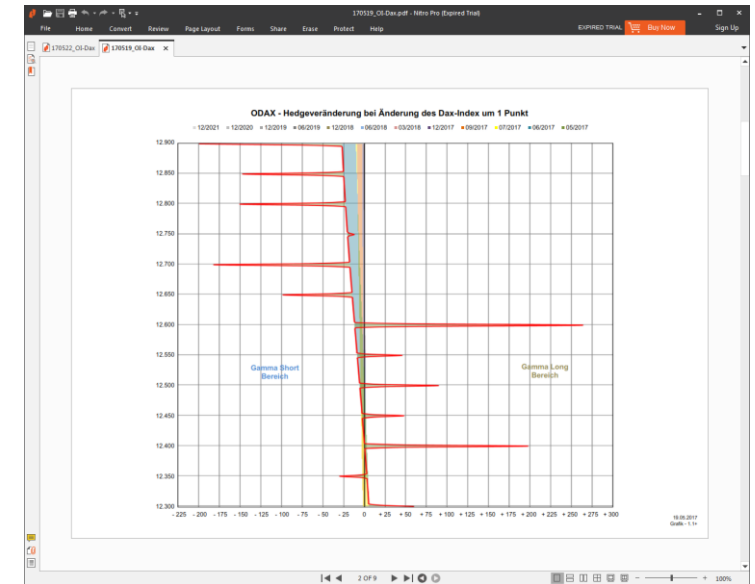 170519_OI-Dax.pdf - Nitro Pro (Expired Trial)
File Home Convert Review Page Layout Forms Share Erase Protect Help
EXPIRED TRIAL Buy Now Sign Up
170522_OI-Dax 170519_OI-Dax
ODAX - Hedgeveränderung bei Änderung des Dax-Index um 1 Punkt
12/2021 12/2020 12/2019 06/2019 12/2018 06/2018 03/2018 12/2017 09/2017 07/2017 06/2017 05/2017
12.900
12.850
12.800
12.750
12.700
12.650
12.600
12.550
Gamma Short Bereich
Gamma Long Bereich
12.500
12.450
12.400
12.350
12.300
- 225 - 200 - 175 - 150 - 125 - 100 - 75 - 50 - 25 0 + 25 + 50 + 75 + 100 + 125 + 150 + 175 + 200 + 225 + 250 + 275 + 300
Grafik - 1.1+
2 OF 9
100%